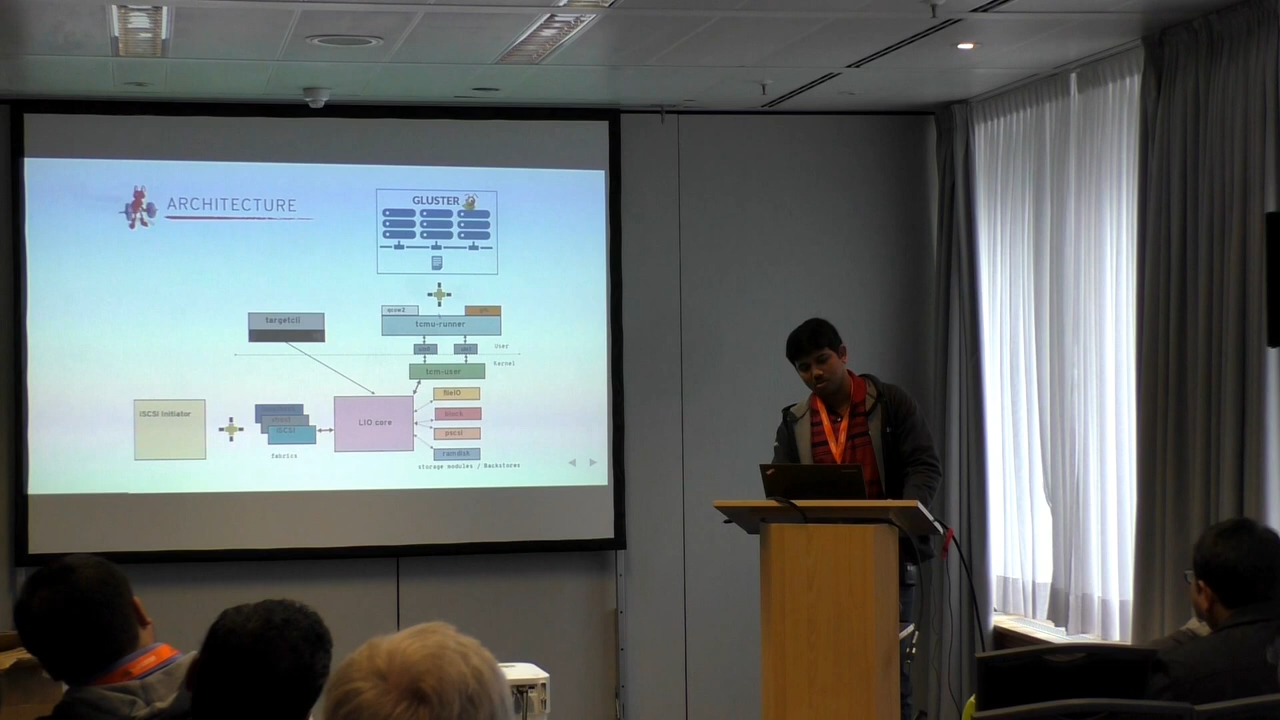 ARCHITECTURE
GLUSTER
qcow2
glfs
tcmu-runner
targetcli
User
Kernel
tcm-user
fileIO
block
pscsi
ramdisk
iSCSI Initiator
LIO core
iSCSI
fabrics
storage modules / Backstores